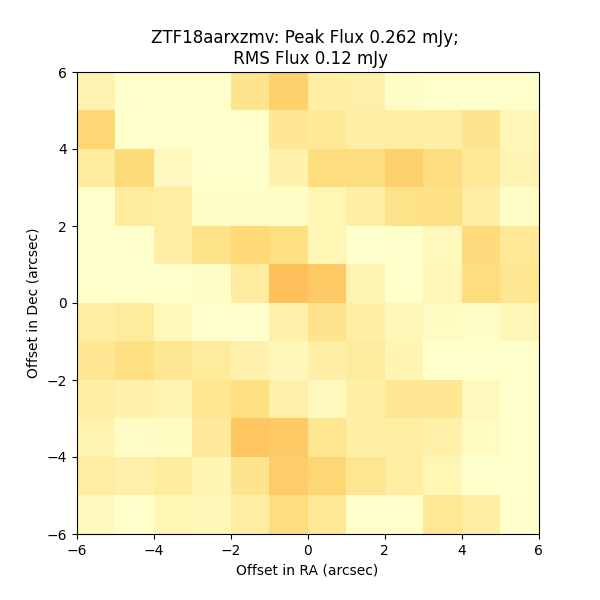 ZTF18aarxzmv: Peak Flux 0.262 mJy;
RMS Flux 0.12 mJy
6
4
2
0
−2
−4
−6
Offset in Dec (arcsec)
−6 −4 −2 0 2 4 6
Offset in RA (arcsec)